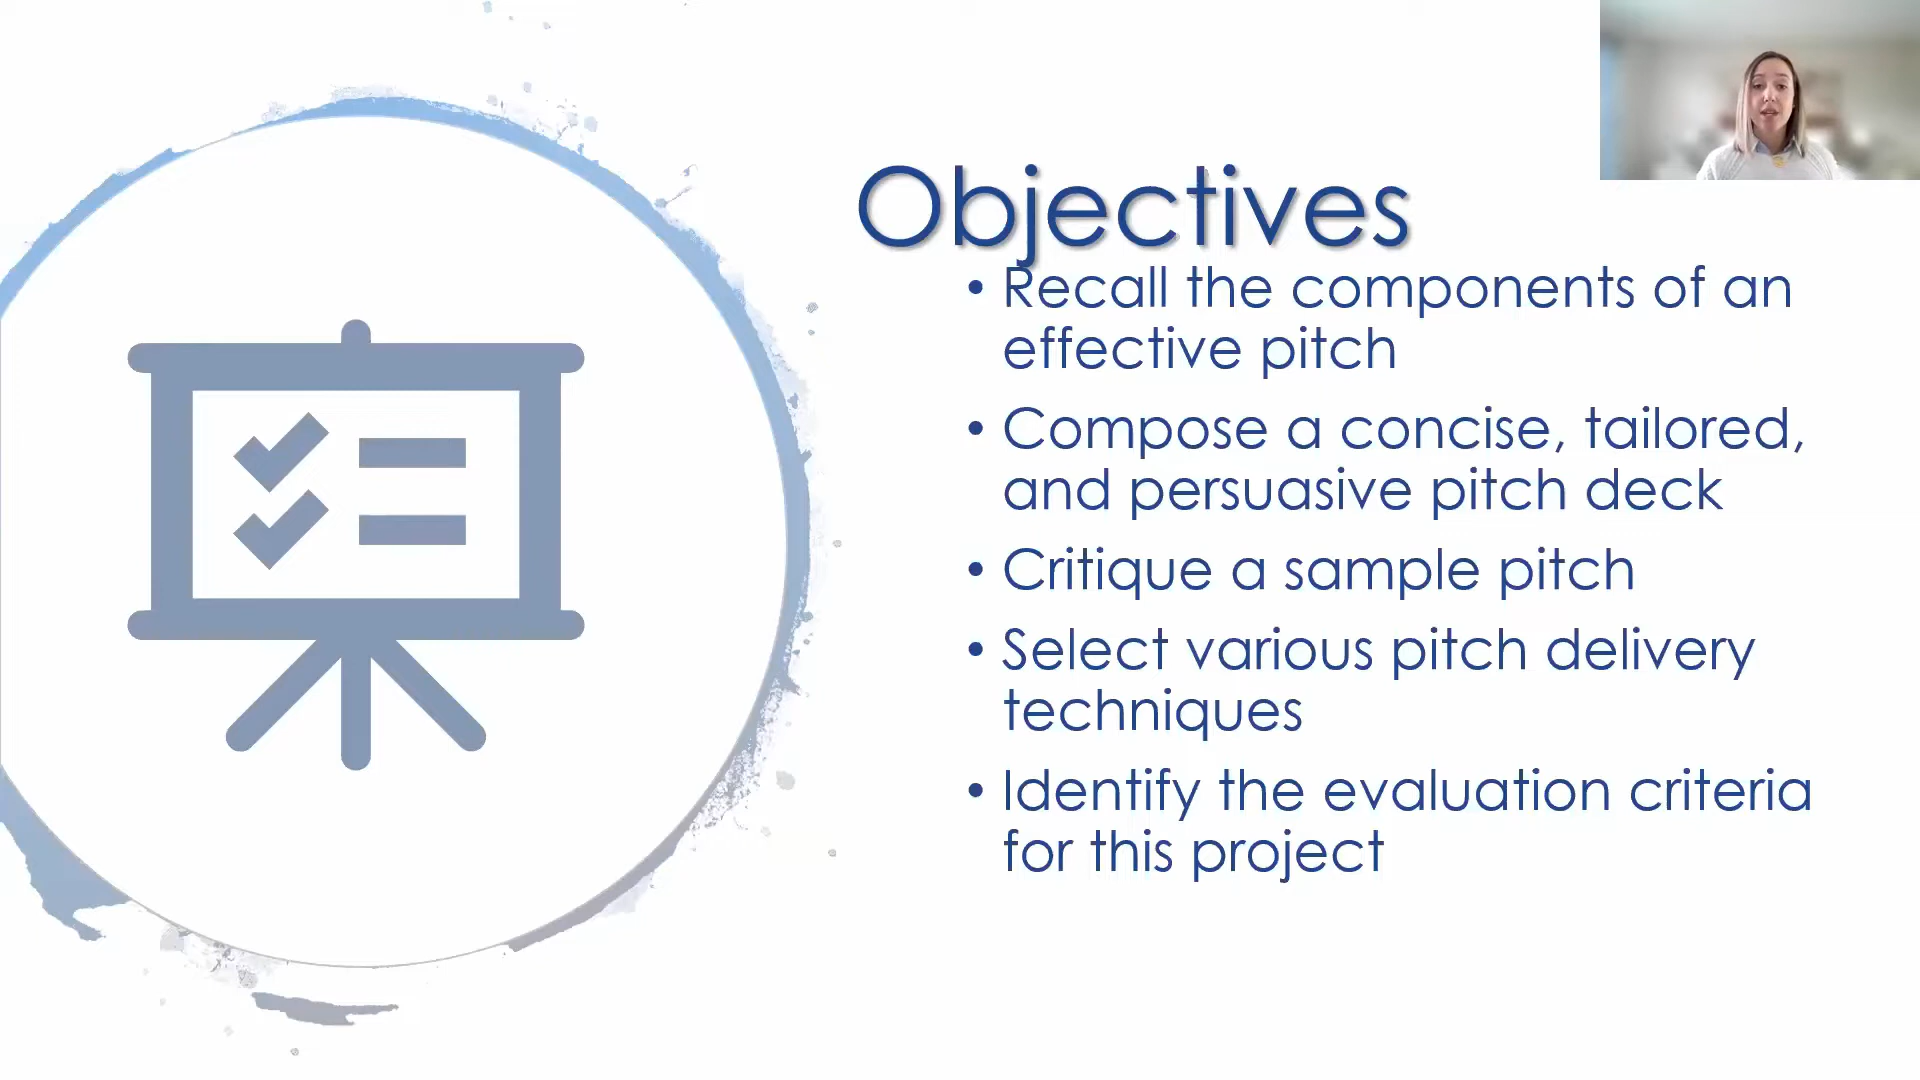 Objectives
• Recall the components of an
effective pitch
• Compose a concise, tailored,
and persuasive pitch deck
• Critique a sample pitch
• Select various pitch delivery
techniques
• Identify the evaluation criteria
for this project